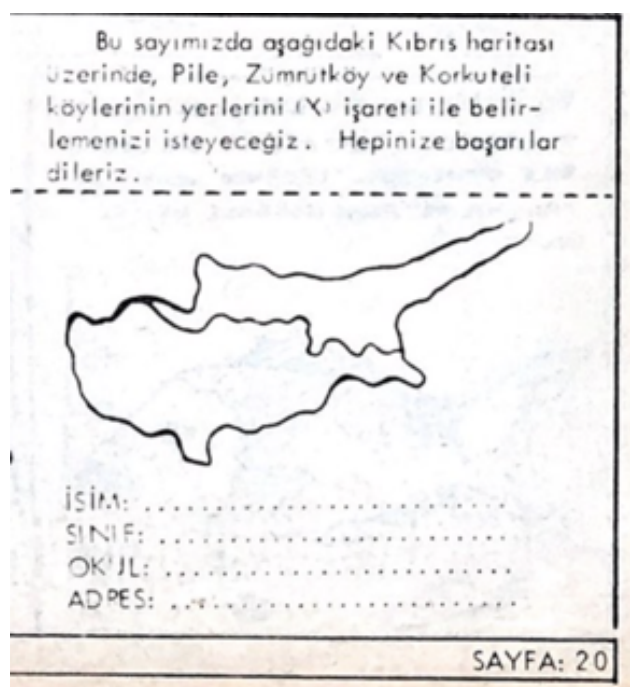 Bu sayımızda aşağıdaki Kıbrıs haritası
üzerinde, Pile, Zümrütköy ve Korkuteli
köylerinin yerlerini (X) işareti ile belir-
lemenizi isteyeceğiz. Hepinize başarılar
dileriz.
İSİM: . . . . . . . . . . . . . . . . . . . . . . . .
SINIF: . . . . . . . . . . . . . . . . . . . . . . .
OKUL: . . . . . . . . . . . . . . . . . . . . . . .
ADRES: . . . . . . . . . . . . . . . . . . . . . .
SAYFA: 20